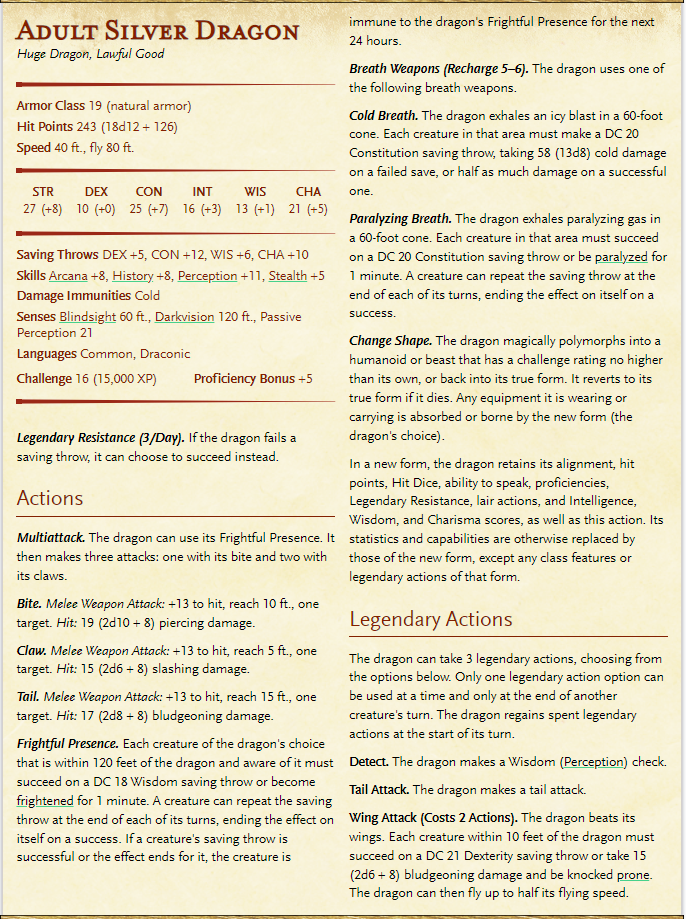 Adult Silver Dragon
Huge Dragon, Lawful Good
Armor Class 19 (natural armor)
Hit Points 243 (18d12 + 126)
Speed 40 ft., fly 80 ft.
STR DEX CON INT WIS CHA
27 (+8) 10 (+0) 25 (+7) 16 (+3) 13 (+1) 21 (+5)
Saving Throws DEX +5, CON +12, WIS +6, CHA +10
Skills Arcana +8, History +8, Perception +11, Stealth +5
Damage Immunities Cold
Senses Blindsight 60 ft., Darkvision 120 ft., Passive
Perception 21
Languages Common, Draconic
Challenge 16 (15,000 XP) Proficiency Bonus +5
Legendary Resistance (3/Day). If the dragon fails a
saving throw, it can choose to succeed instead.
Actions
Multiattack. The dragon can use its Frightful Presence. It
then makes three attacks: one with its bite and two with
its claws.
Bite. Melee Weapon Attack: +13 to hit, reach 10 ft., one
target. Hit: 19 (2d10 + 8) piercing damage.
Claw. Melee Weapon Attack: +13 to hit, reach 5 ft., one
target. Hit: 15 (2d6 + 8) slashing damage.
Tail. Melee Weapon Attack: +13 to hit, reach 15 ft., one
target. Hit: 17 (2d8 + 8) bludgeoning damage.
Frightful Presence. Each creature of the dragon's choice
that is within 120 feet of the dragon and aware of it must
succeed on a DC 18 Wisdom saving throw or become
frightened for 1 minute. A creature can repeat the saving
throw at the end of each of its turns, ending the effect on
itself on a success. If a creature's saving throw is
successful or the effect ends for it, the creature is
immune to the dragon's Frightful Presence for the next
24 hours.
Breath Weapons (Recharge 5–6). The dragon uses one of
the following breath weapons.
Cold Breath. The dragon exhales an icy blast in a 60-foot
cone. Each creature in that area must make a DC 20
Constitution saving throw, taking 58 (13d8) cold damage
on a failed save, or half as much damage on a successful
one.
Paralyzing Breath. The dragon exhales paralyzing gas in
a 60-foot cone. Each creature in that area must succeed
on a DC 20 Constitution saving throw or be paralyzed for
1 minute. A creature can repeat the saving throw at the
end of each of its turns, ending the effect on itself on a
success.
Change Shape. The dragon magically polymorphs into a
humanoid or beast that has a challenge rating no higher
than its own, or back into its true form. It reverts to its
true form if it dies. Any equipment it is wearing or
carrying is absorbed or borne by the new form (the
dragon's choice).
In a new form, the dragon retains its alignment, hit
points, Hit Dice, ability to speak, proficiencies,
Legendary Resistance, lair actions, and Intelligence,
Wisdom, and Charisma scores, as well as this action. Its
statistics and capabilities are otherwise replaced by
those of the new form, except any class features or
legendary actions of that form.
Legendary Actions
The dragon can take 3 legendary actions, choosing from
the options below. Only one legendary action option can
be used at a time and only at the end of another
creature's turn. The dragon regains spent legendary
actions at the start of its turn.
Detect. The dragon makes a Wisdom (Perception) check.
Tail Attack. The dragon makes a tail attack.
Wing Attack (Costs 2 Actions). The dragon beats its
wings. Each creature within 10 feet of the dragon must
succeed on a DC 21 Dexterity saving throw or take 15
(2d6 + 8) bludgeoning damage and be knocked prone.
The dragon can then fly up to half its flying speed.